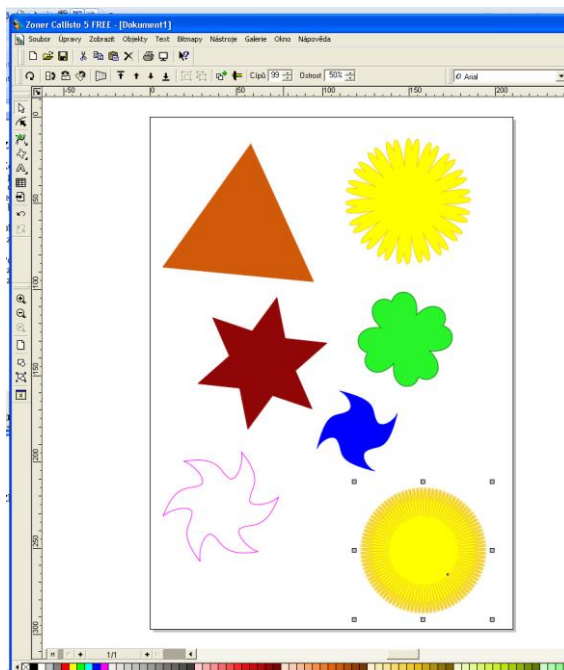 Zoner Callisto 5 FREE - [Dokument1]
Soubor Úpravy Zobrazit Objekty Text Bitmapy Nástroje Galerie Okno Nápověda
Cípů 99 Ostrost 50% Arial
-50 0 50 100 150 200
0
50
100
150
200
250
300
1/1